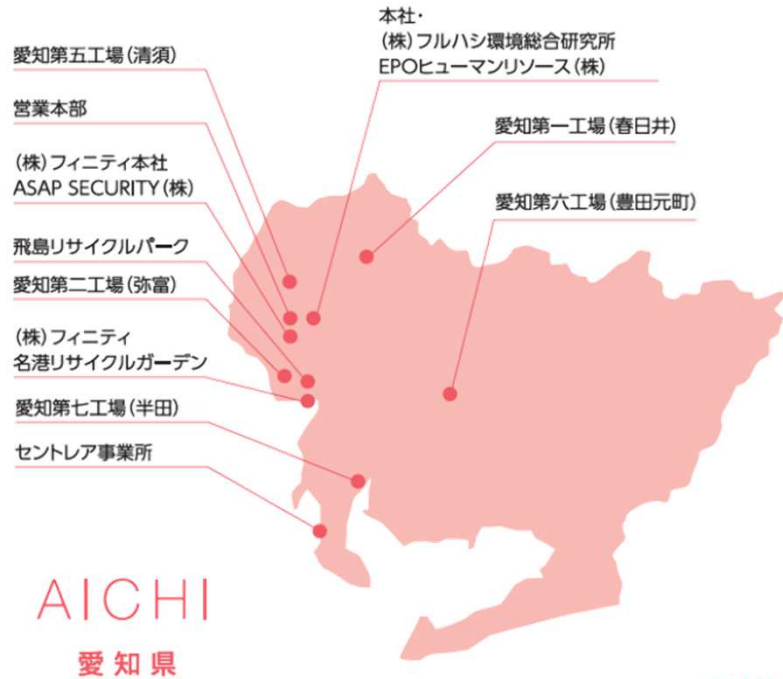 本社・
(株)フルハシ環境総合研究所
EPOヒューマンリソース(株)
愛知第五工場(清須)
営業本部
愛知第一工場(春日井)
(株)フィニティ本社
ASAP SECURITY(株)
愛知第六工場(豊田元町)
飛島リサイクルパーク
愛知第二工場(弥富)
(株)フィニティ
名港リサイクルガーデン
愛知第七工場(半田)
セントレア事業所
AICHI
愛知県